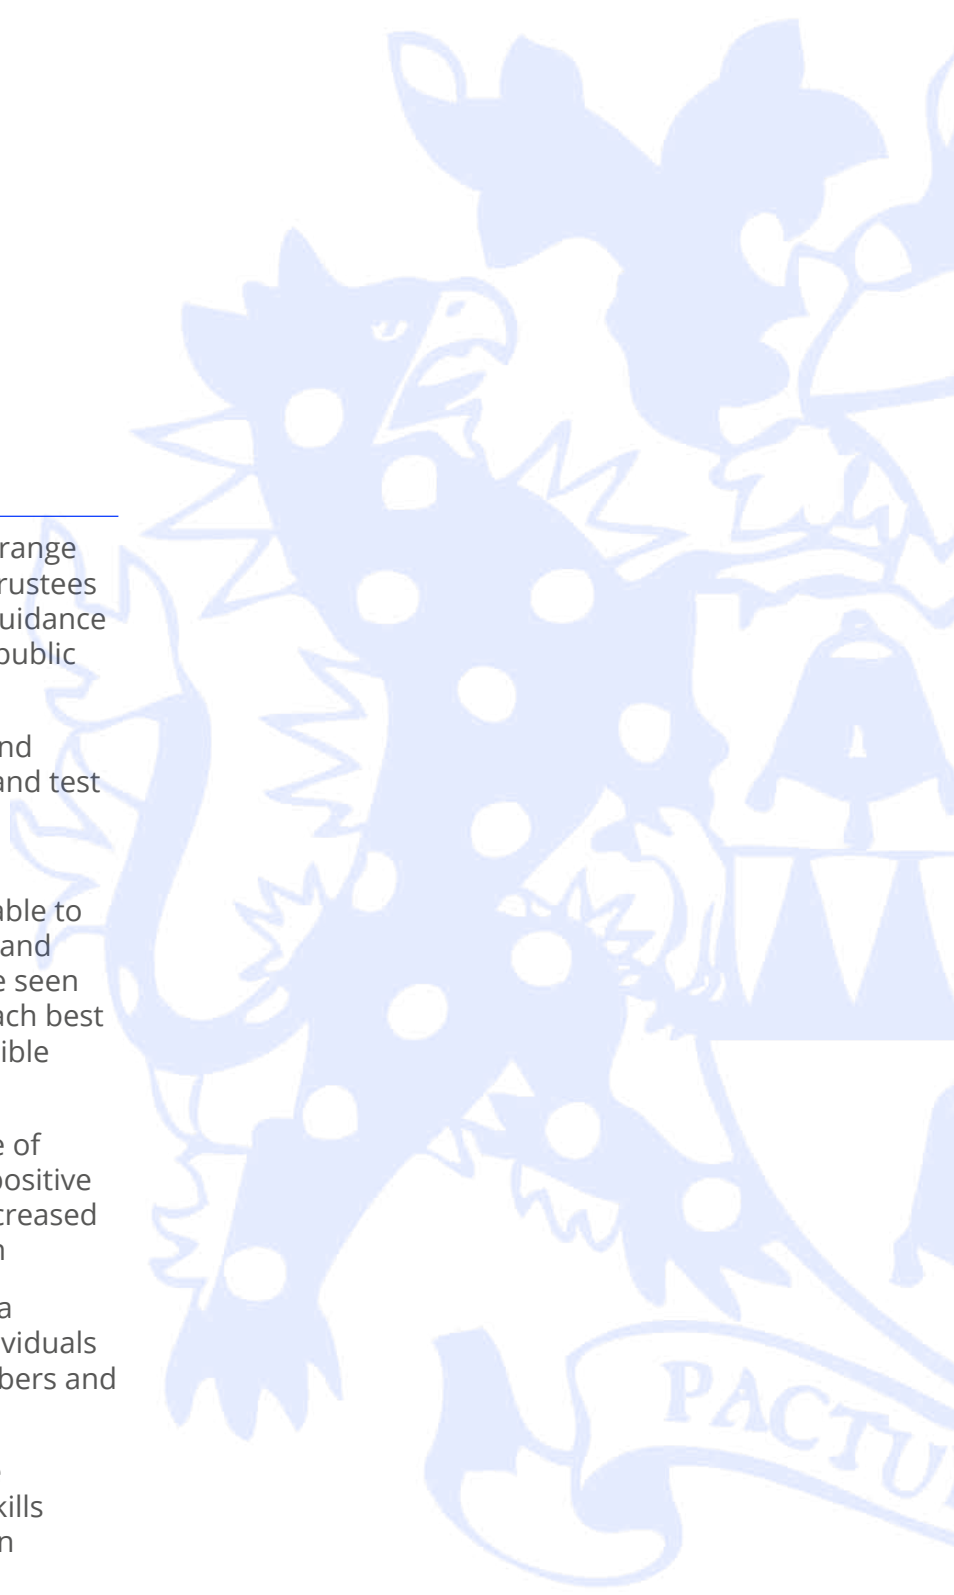 range
rustees
uidance
public
nd
and test
able to
and
e seen
ach best
ible
e of
positive
creased
n
a
viduals
bers and
kills
n
PACTU